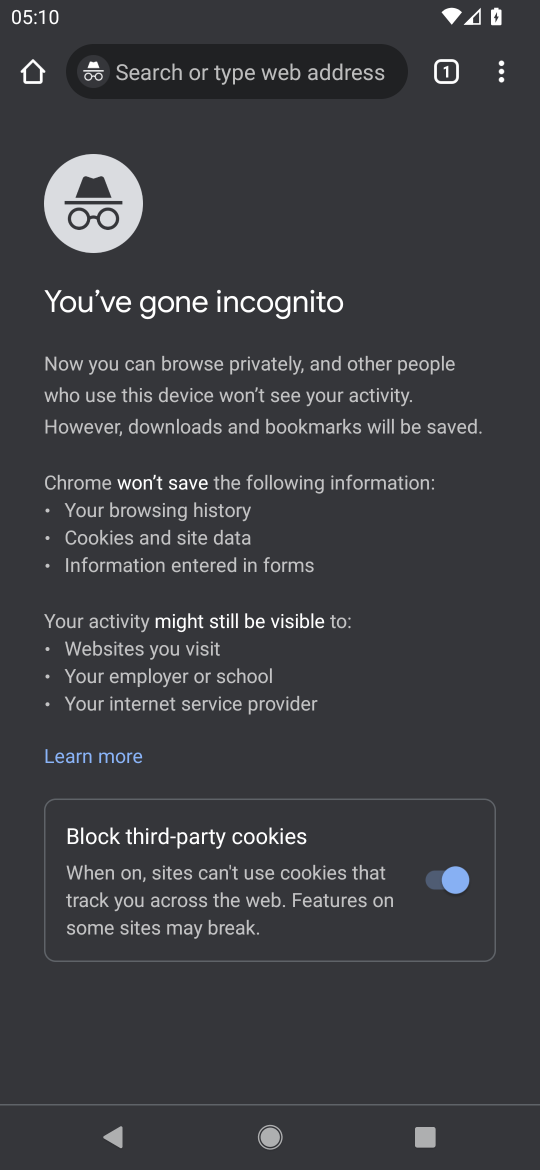 05:10
Search or type web address
1
You’ve gone incognito
Now you can browse privately, and other people
who use this device won’t see your activity.
However, downloads and bookmarks will be saved.
Chrome won’t save the following information:
• Your browsing history
• Cookies and site data
• Information entered in forms
Your activity might still be visible to:
• Websites you visit
• Your employer or school
• Your internet service provider
Learn more
Block third-party cookies
When on, sites can't use cookies that
track you across the web. Features on
some sites may break.